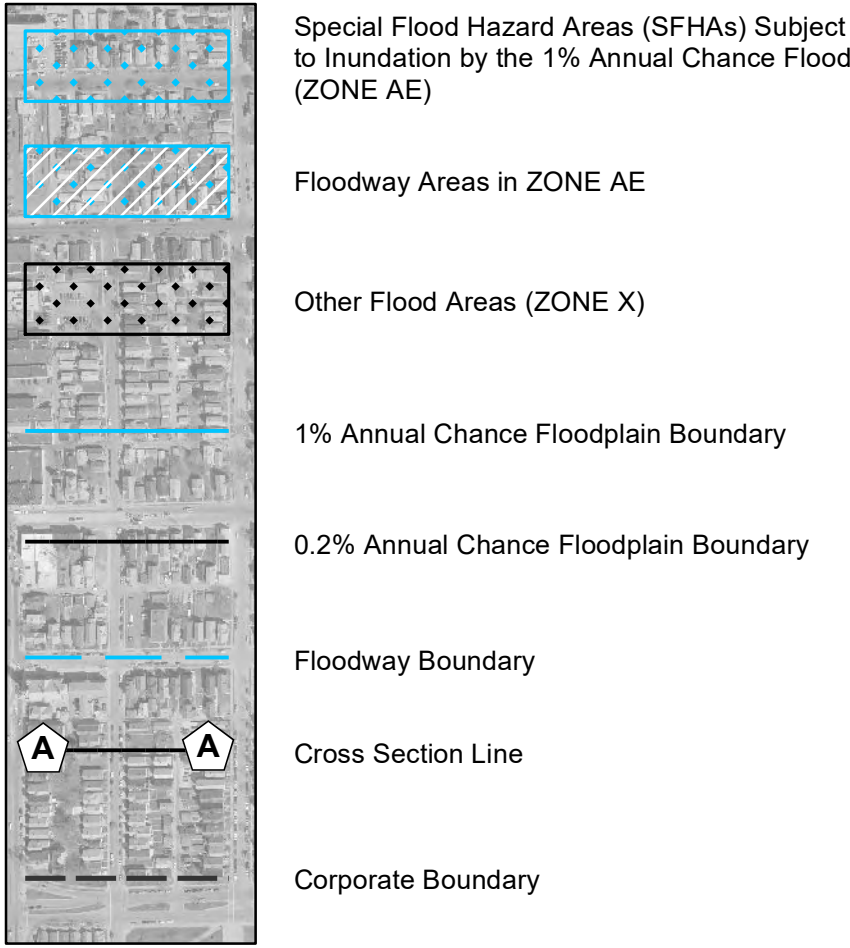 Special Flood Hazard Areas (SFHAs) Subject
to Inundation by the 1% Annual Chance Flood
(ZONE AE)
Floodway Areas in ZONE AE
Other Flood Areas (ZONE X)
1% Annual Chance Floodplain Boundary
0.2% Annual Chance Floodplain Boundary
Floodway Boundary
A A
Cross Section Line
Corporate Boundary